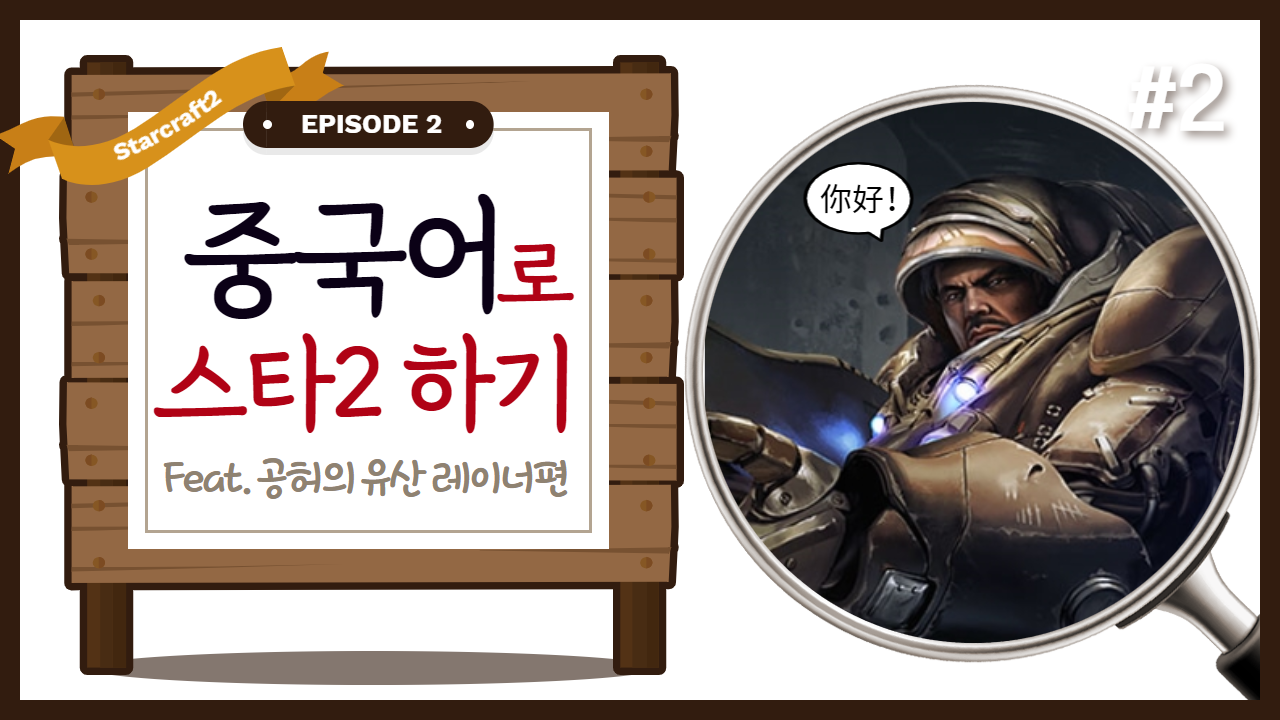 Starcraft2
EPISODE 2
중국어로
스타2 하기
Feat. 공허의 유산 레이너편
#2
你好!